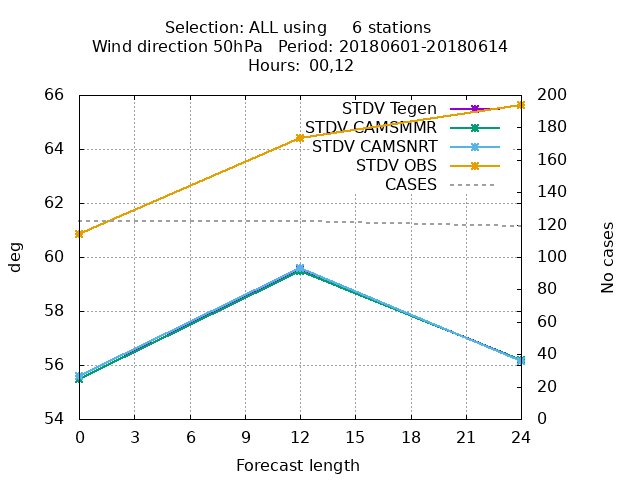 Selection: ALL using     6 stations
Wind direction 50hPa   Period: 20180601-20180614
Hours: 00,12
66
64
62
60
58
56
54
deg
200
180
160
140
120
100
80
60
40
20
0
No cases
STDV Tegen
STDV CAMSMMR
STDV CAMSNRT
STDV OBS
CASES
0 3 6 9 12 15 18 21 24
Forecast length